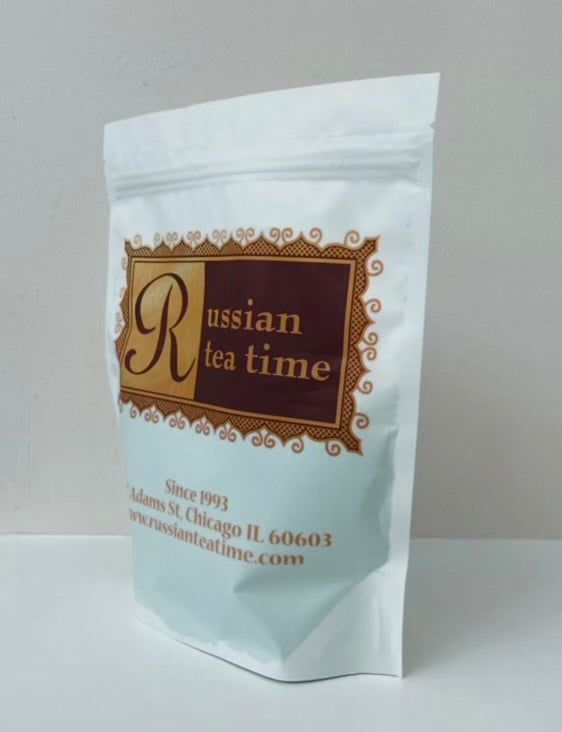 Russian
tea time
Since 1993
Adams St, Chicago IL 60603
www.russianteatime.com